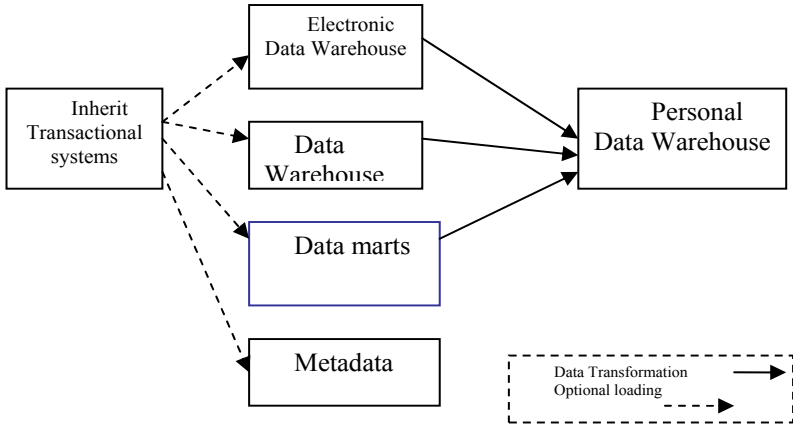 Electronic
Data Warehouse
Inherit
Transactional
systems
Data
Warehouse
Personal
Data Warehouse
Data marts
Metadata
Data Transformation
Optional loading